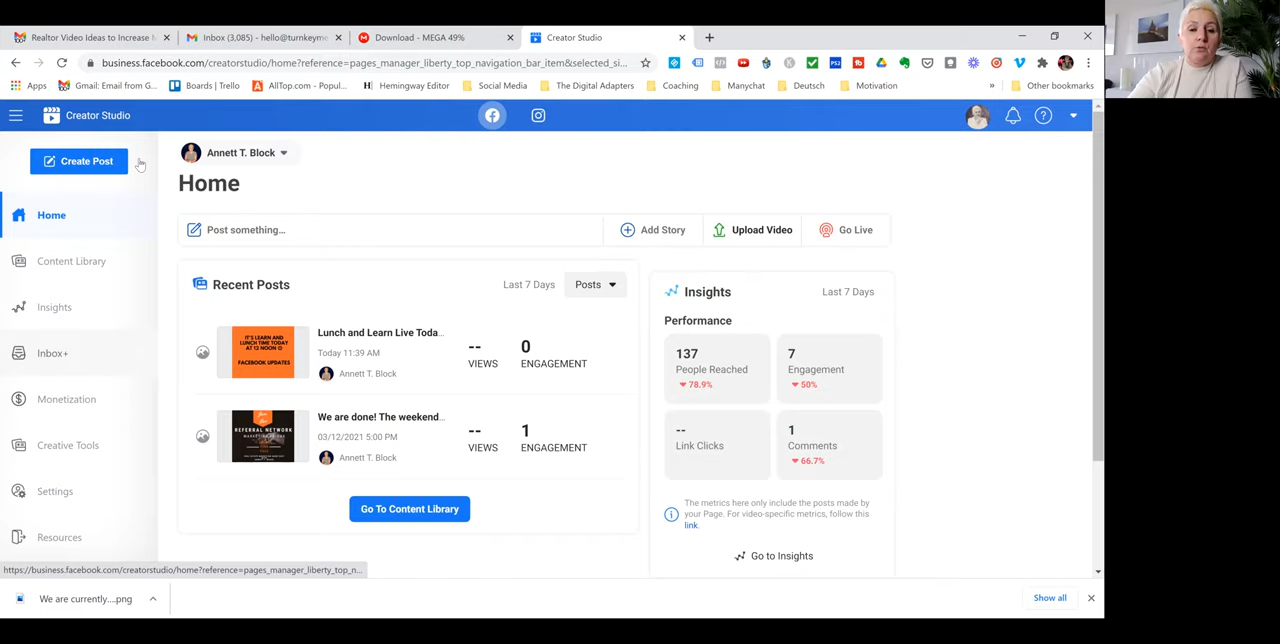 Realtor Video Ideas to Increase M
Inbox (3,085) - hello@turnkeyme
Download - MEGA 49%
Creator Studio
business.facebook.com/creatorstudio/home?reference=pages_manager_liberty_top_navigation_bar_item&selected_si...
Apps
Gmail: Email from G...
Boards | Trello
AllTop.com - Popul...
Hemingway Editor
Social Media
The Digital Adapters
Coaching
Manychat
Deutsch
Motivation
»
Other bookmarks
Creator Studio
Create Post
Home
Content Library
Insights
Inbox+
Monetization
Creative Tools
Settings
Resources
Annett T. Block
Home
Post something...
Add Story
Upload Video
Go Live
Recent Posts
Last 7 Days
Posts
IT'S LEARN AND
LUNCH TIME TODAY
AT 12 NOON
FACEBOOK UPDATES
Lunch and Learn Live Toda...
Today 11:39 AM
Annett T. Block
--
VIEWS
0
ENGAGEMENT
REFERRAL NETWORK
We are done! The weekend...
03/12/2021 5:00 PM
Annett T. Block
--
VIEWS
1
ENGAGEMENT
Go To Content Library
Insights
Last 7 Days
Performance
137
People Reached
78.9%
7
Engagement
50%
--
Link Clicks
1
Comments
66.7%
The metrics here only include the posts made by
your Page. For video-specific metrics, follow this
link.
Go to Insights
https://business.facebook.com/creatorstudio/home?reference=pages_manager_liberty_top_n...
We are currently....png
Show all